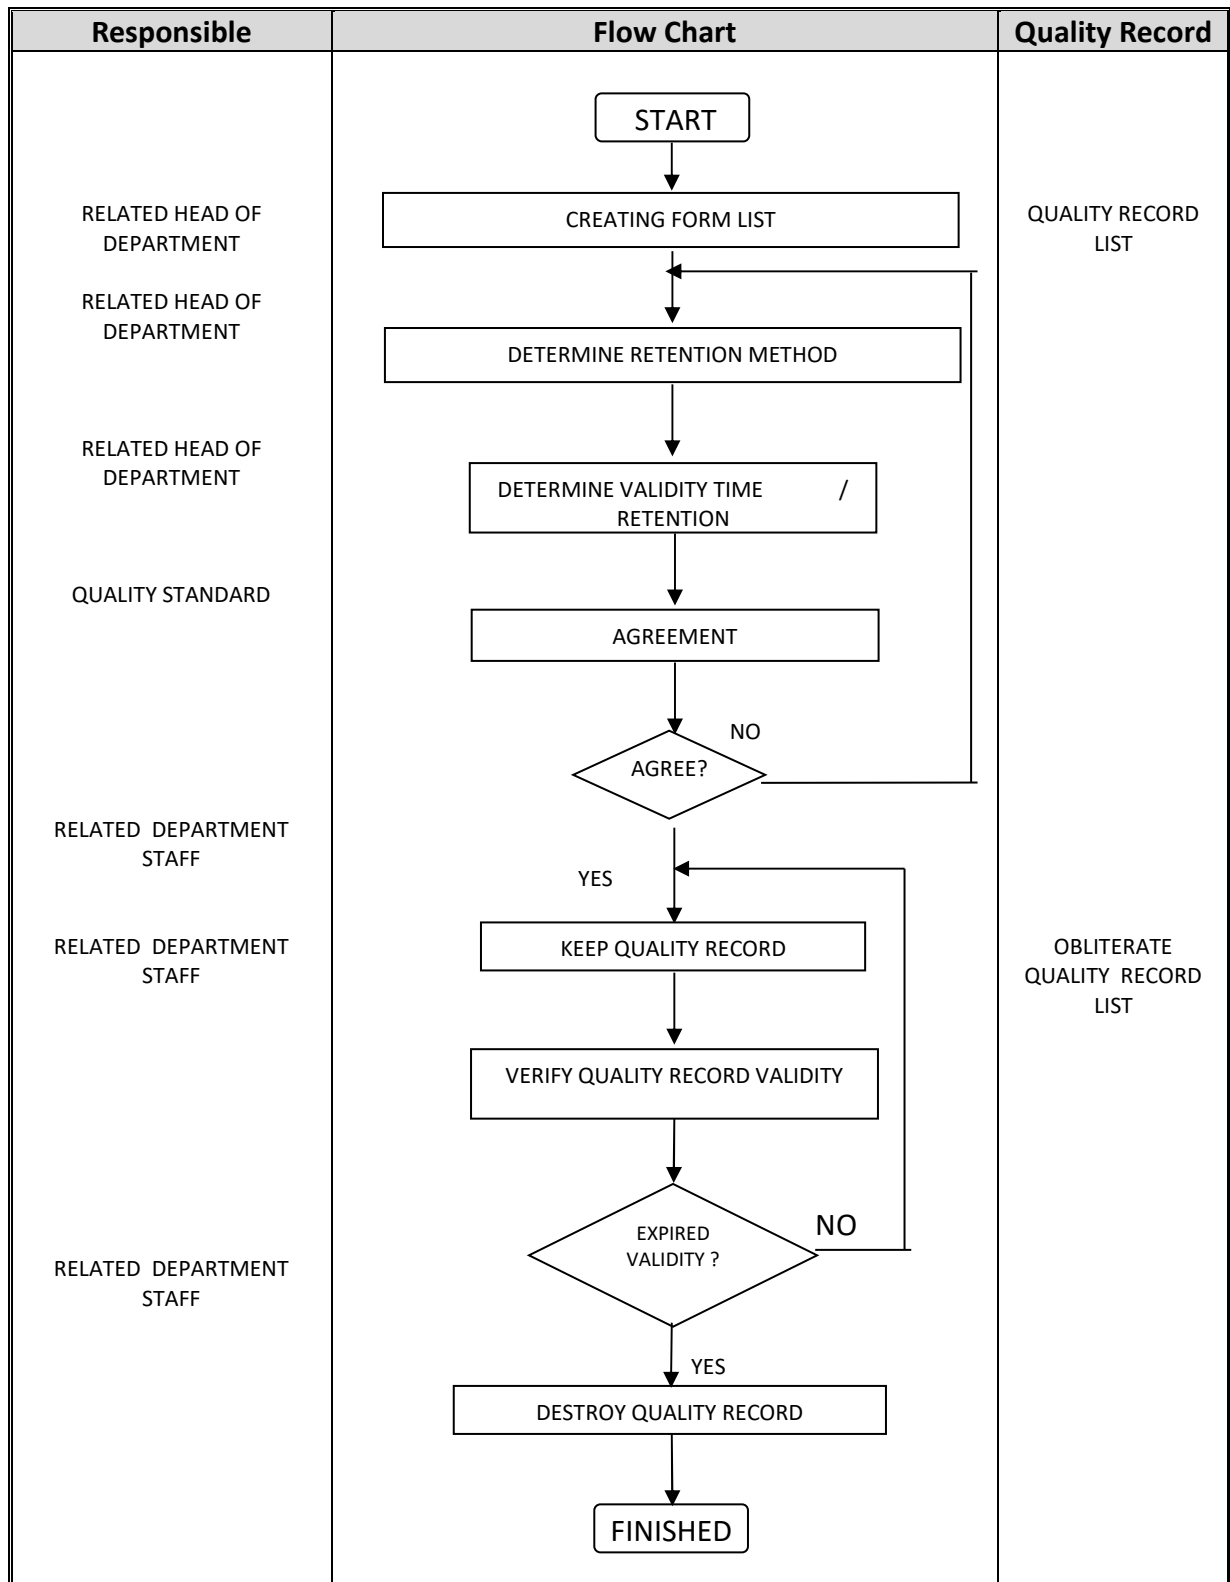 Responsible Flow Chart Quality Record
START
RELATED HEAD OF
DEPARTMENT
CREATING FORM LIST
QUALITY RECORD
LIST
RELATED HEAD OF
DEPARTMENT
DETERMINE RETENTION METHOD
RELATED HEAD OF
DEPARTMENT
DETERMINE VALIDITY TIME /
RETENTION
QUALITY STANDARD
AGREEMENT
NO
AGREE?
RELATED DEPARTMENT
STAFF
YES
RELATED DEPARTMENT
STAFF
KEEP QUALITY RECORD
OBLITERATE
QUALITY RECORD
LIST
VERIFY QUALITY RECORD VALIDITY
NO
EXPIRED
VALIDITY ?
RELATED DEPARTMENT
STAFF
YES
DESTROY QUALITY RECORD
FINISHED